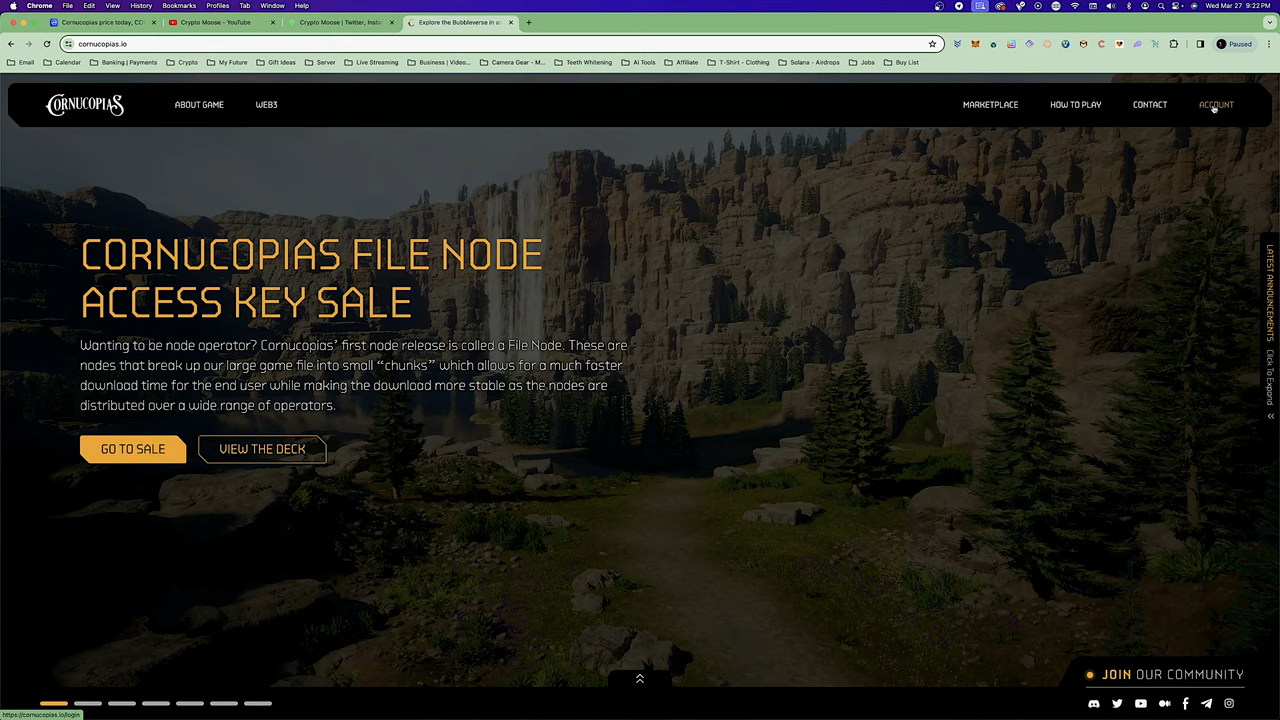 Chrome File Edit View History Bookmarks Profiles Tab Window Help
Wed Mar 27 9:22 PM
Cornucopias price today, CO
Crypto Moose - YouTube
Crypto Moose | Twitter, Insta
Explore the Bubbleverse in a
cornucopias.io
Paused
Email Calendar Banking | Payments Crypto My Future Gift Ideas Server Live Streaming Business | Video... Camera Gear - M... Teeth Whitening Ai Tools Affiliate T-Shirt - Clothing Solana - Airdrops Jobs Buy List
CORNUCOPIAS ABOUT GAME WEB3 MARKETPLACE HOW TO PLAY CONTACT ACCOUNT
CORNUCOPIAS FILE NODE
ACCESS KEY SALE
Wanting to be node operator? Cornucopias' first node release is called a File Node. These are
nodes that break up our large game file into small "chunks" which allows for a much faster
download time for the end user while making the download more stable as the nodes are
distributed over a wide range of operators.
GO TO SALE VIEW THE DECK
LATEST ANNOUNCEMENTS Click To Expand
JOIN OUR COMMUNITY
https://cornucopias.io/login